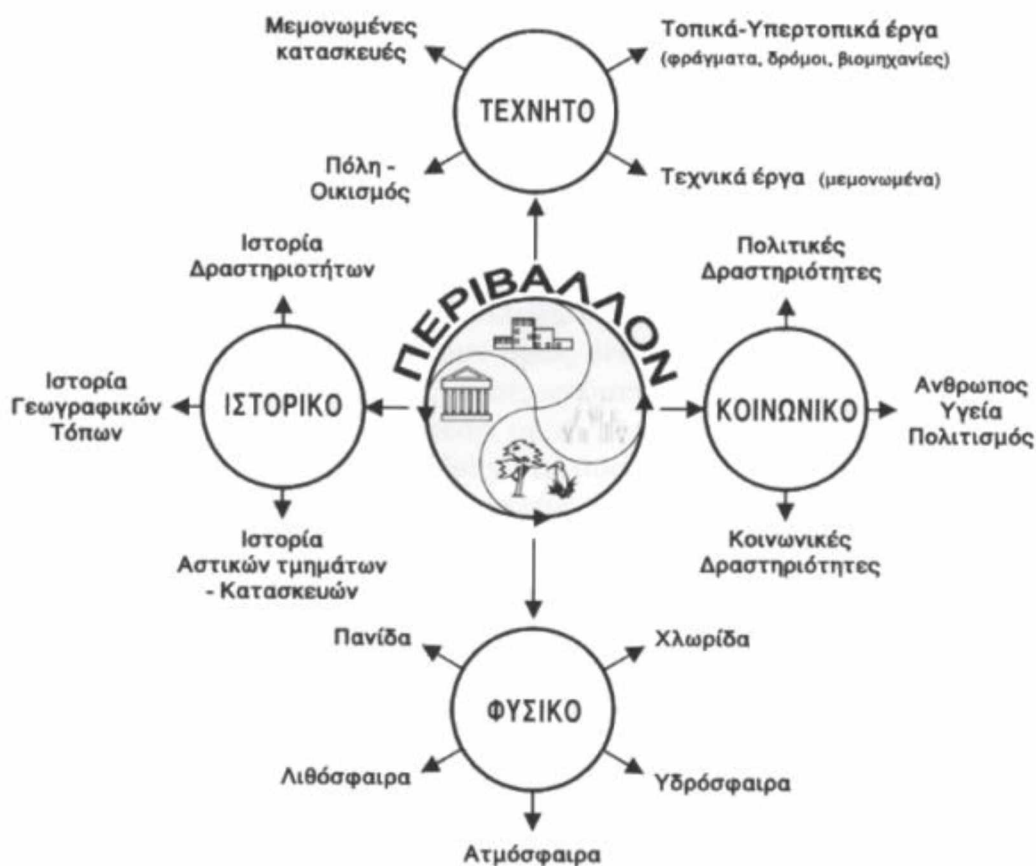 Μεμονωμένες
κατασκευές
Τοπικά-Υπερτοπικά έργα
(φράγματα, δρόμοι, βιομηχανίες)
ΤΕΧΝΗΤΟ
Πόλη -
Οικισμός
Τεχνικά έργα (μεμονωμένα)
Ιστορία
Δραστηριοτήτων
Πολιτικές
Δραστηριότητες
ΠΕΡΙΒΑΛΛΟΝ
Ιστορία
Γεωγραφικών
Τόπων
ΙΣΤΟΡΙΚΟ
ΚΟΙΝΩΝΙΚΟ
Ανθρωπος
Υγεία
Πολιτισμός
Ιστορία
Αστικών τμημάτων
- Κατασκευών
Κοινωνικές
Δραστηριότητες
Πανίδα
Χλωρίδα
ΦΥΣΙΚΟ
Λιθόσφαιρα
Υδρόσφαιρα
Ατμόσφαιρα